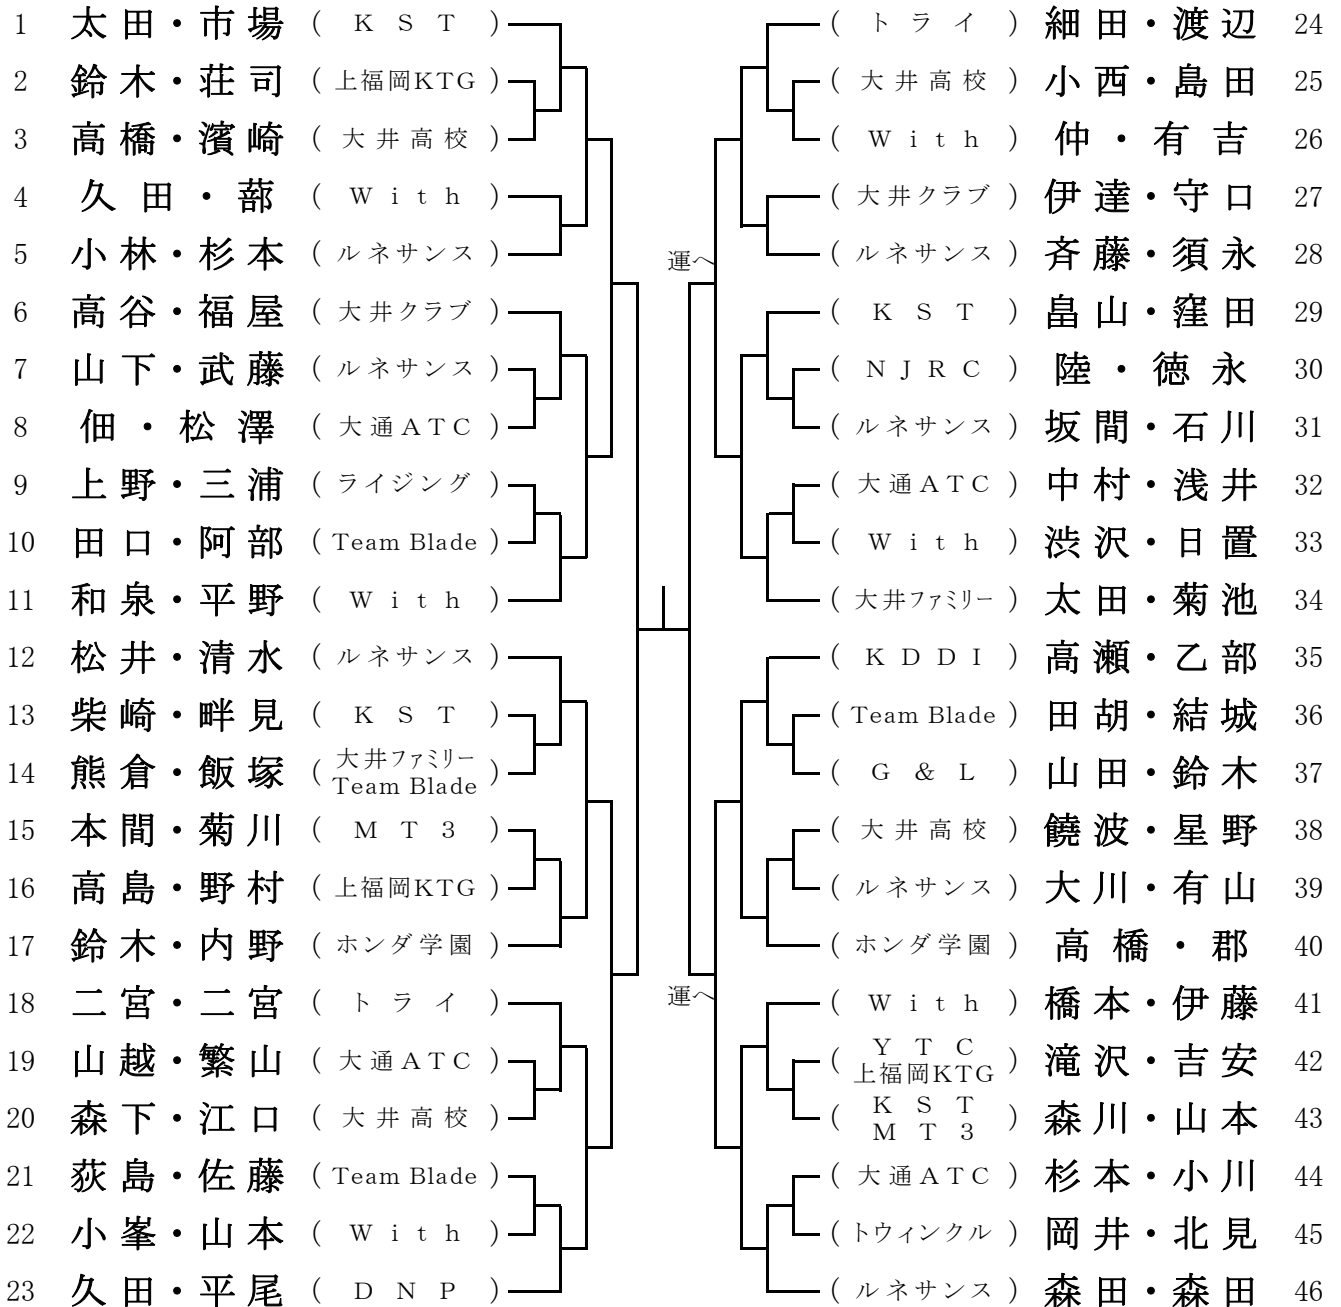 1 太田・市場 (KST)
2 鈴木・荘司 (上福岡KTG)
3 高橋・濱崎 (大井高校)
4 久田・蔀 (With)
5 小林・杉本 (ルネサンス)
6 高谷・福屋 (大井クラブ)
7 山下・武藤 (ルネサンス)
8 佃・松澤 (大通ATC)
9 上野・三浦 (ライジング)
10 田口・阿部 (Team Blade)
11 和泉・平野 (With)
12 松井・清水 (ルネサンス)
13 柴崎・畔見 (KST)
14 熊倉・飯塚 (大井ファミリー
Team Blade)
15 本間・菊川 (MT3)
16 高島・野村 (上福岡KTG)
17 鈴木・内野 (ホンダ学園)
18 二宮・二宮 (トライ)
19 山越・繁山 (大通ATC)
20 森下・江口 (大井高校)
21 荻島・佐藤 (Team Blade)
22 小峯・山本 (With)
23 久田・平尾 (DNP)
運へ
運へ
(トライ) 細田・渡辺 24
(大井高校) 小西・島田 25
(With) 仲・有吉 26
(大井クラブ) 伊達・守口 27
(ルネサンス) 斉藤・須永 28
(KST) 畠山・窪田 29
(NJRC) 陸・徳永 30
(ルネサンス) 坂間・石川 31
(大通ATC) 中村・浅井 32
(With) 渋沢・日置 33
(大井ファミリー) 太田・菊池 34
(KDDI) 高瀬・乙部 35
(Team Blade) 田胡・結城 36
(G&L) 山田・鈴木 37
(大井高校) 饒波・星野 38
(ルネサンス) 大川・有山 39
(ホンダ学園) 高橋・郡 40
(With) 橋本・伊藤 41
(YTC
上福岡KTG) 滝沢・吉安 42
(KST
MT3) 森川・山本 43
(大通ATC) 杉本・小川 44
(トウィンクル) 岡井・北見 45
(ルネサンス) 森田・森田 46